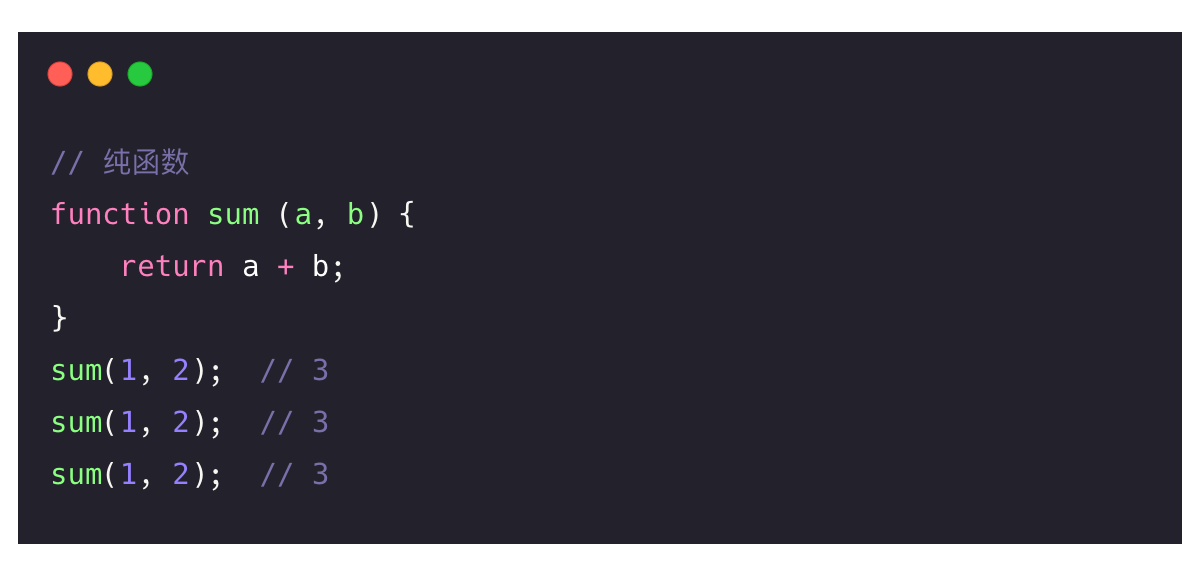 // 纯函数
function sum (a, b) {
    return a + b;
}
sum(1, 2);  // 3
sum(1, 2);  // 3
sum(1, 2);  // 3